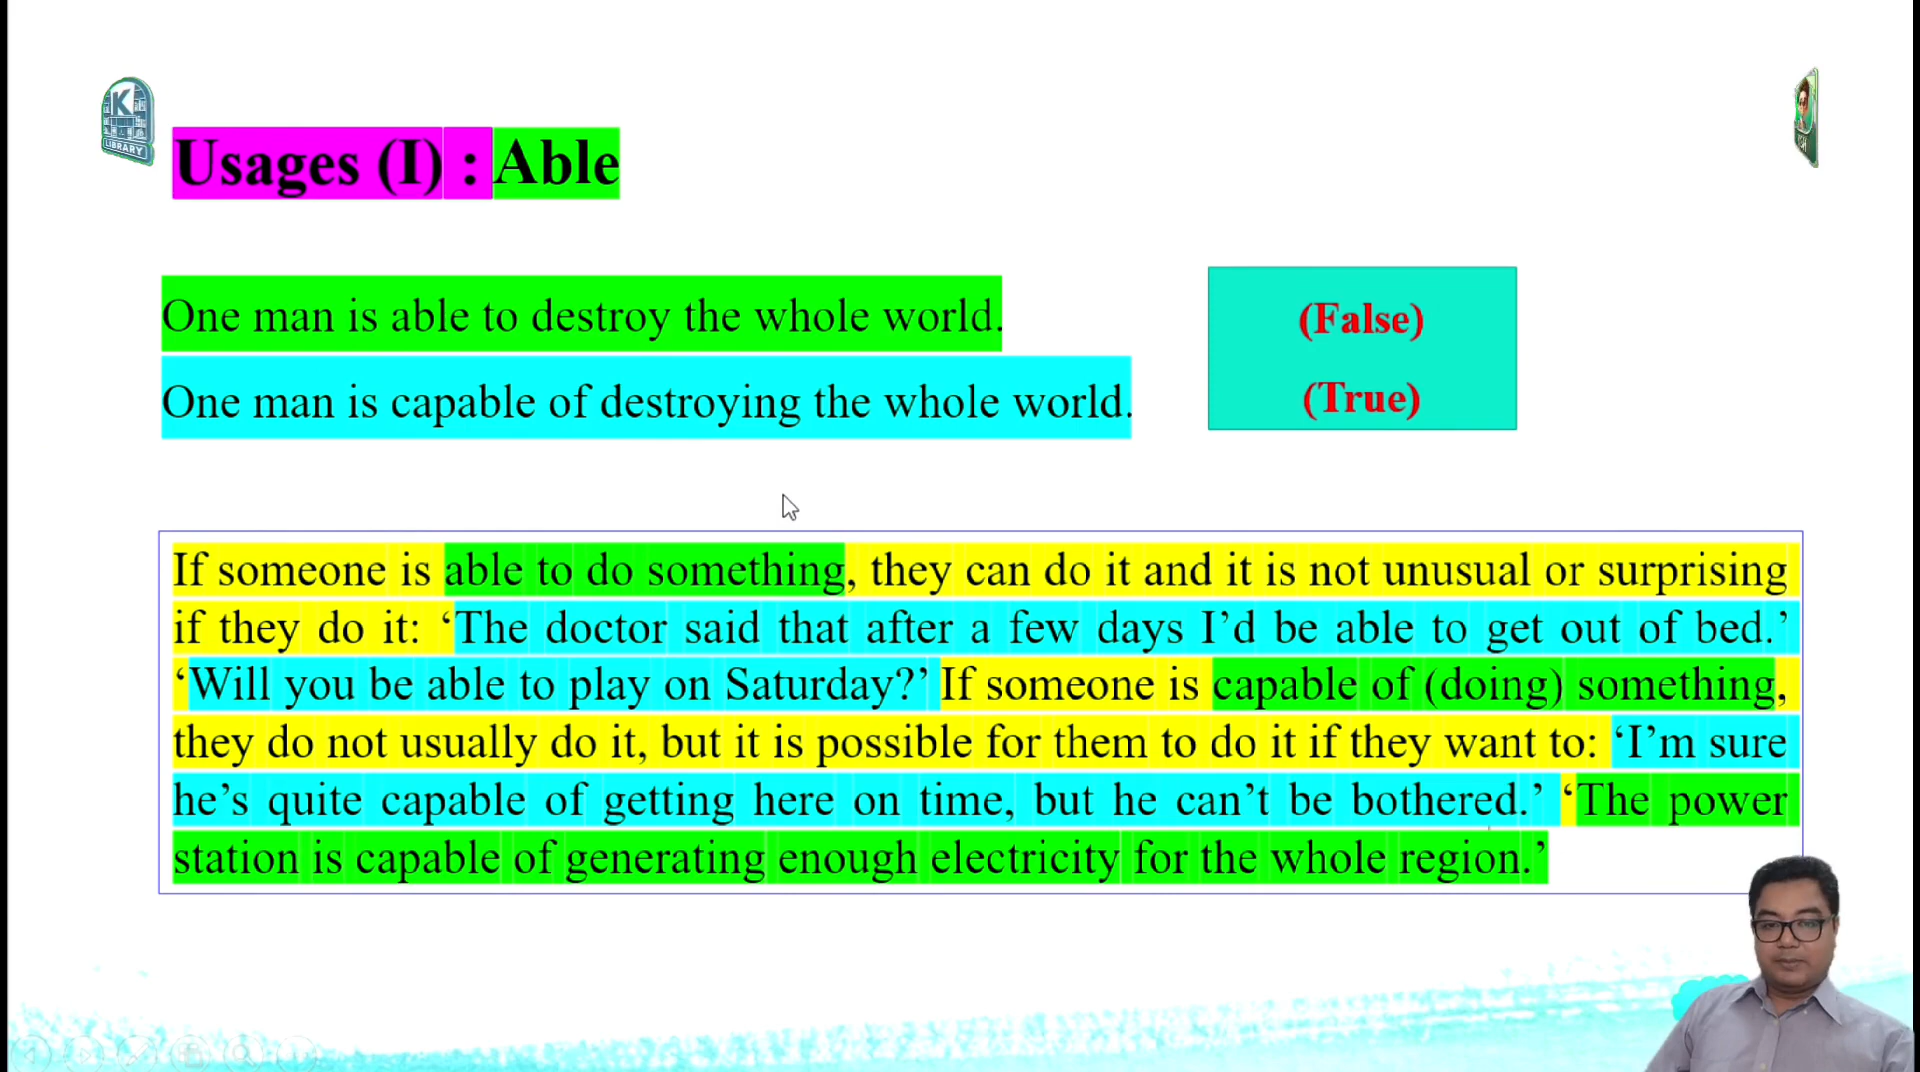 K
LIBRARY
Usages (I) : Able
One man is able to destroy the whole world.
(False)
One man is capable of destroying the whole world.
(True)
If someone is able to do something, they can do it and it is not unusual or surprising
if they do it: ‘The doctor said that after a few days I’d be able to get out of bed.’
‘Will you be able to play on Saturday?’ If someone is capable of (doing) something,
they do not usually do it, but it is possible for them to do it if they want to: ‘I’m sure
he’s quite capable of getting here on time, but he can’t be bothered.’ ‘The power
station is capable of generating enough electricity for the whole region.’